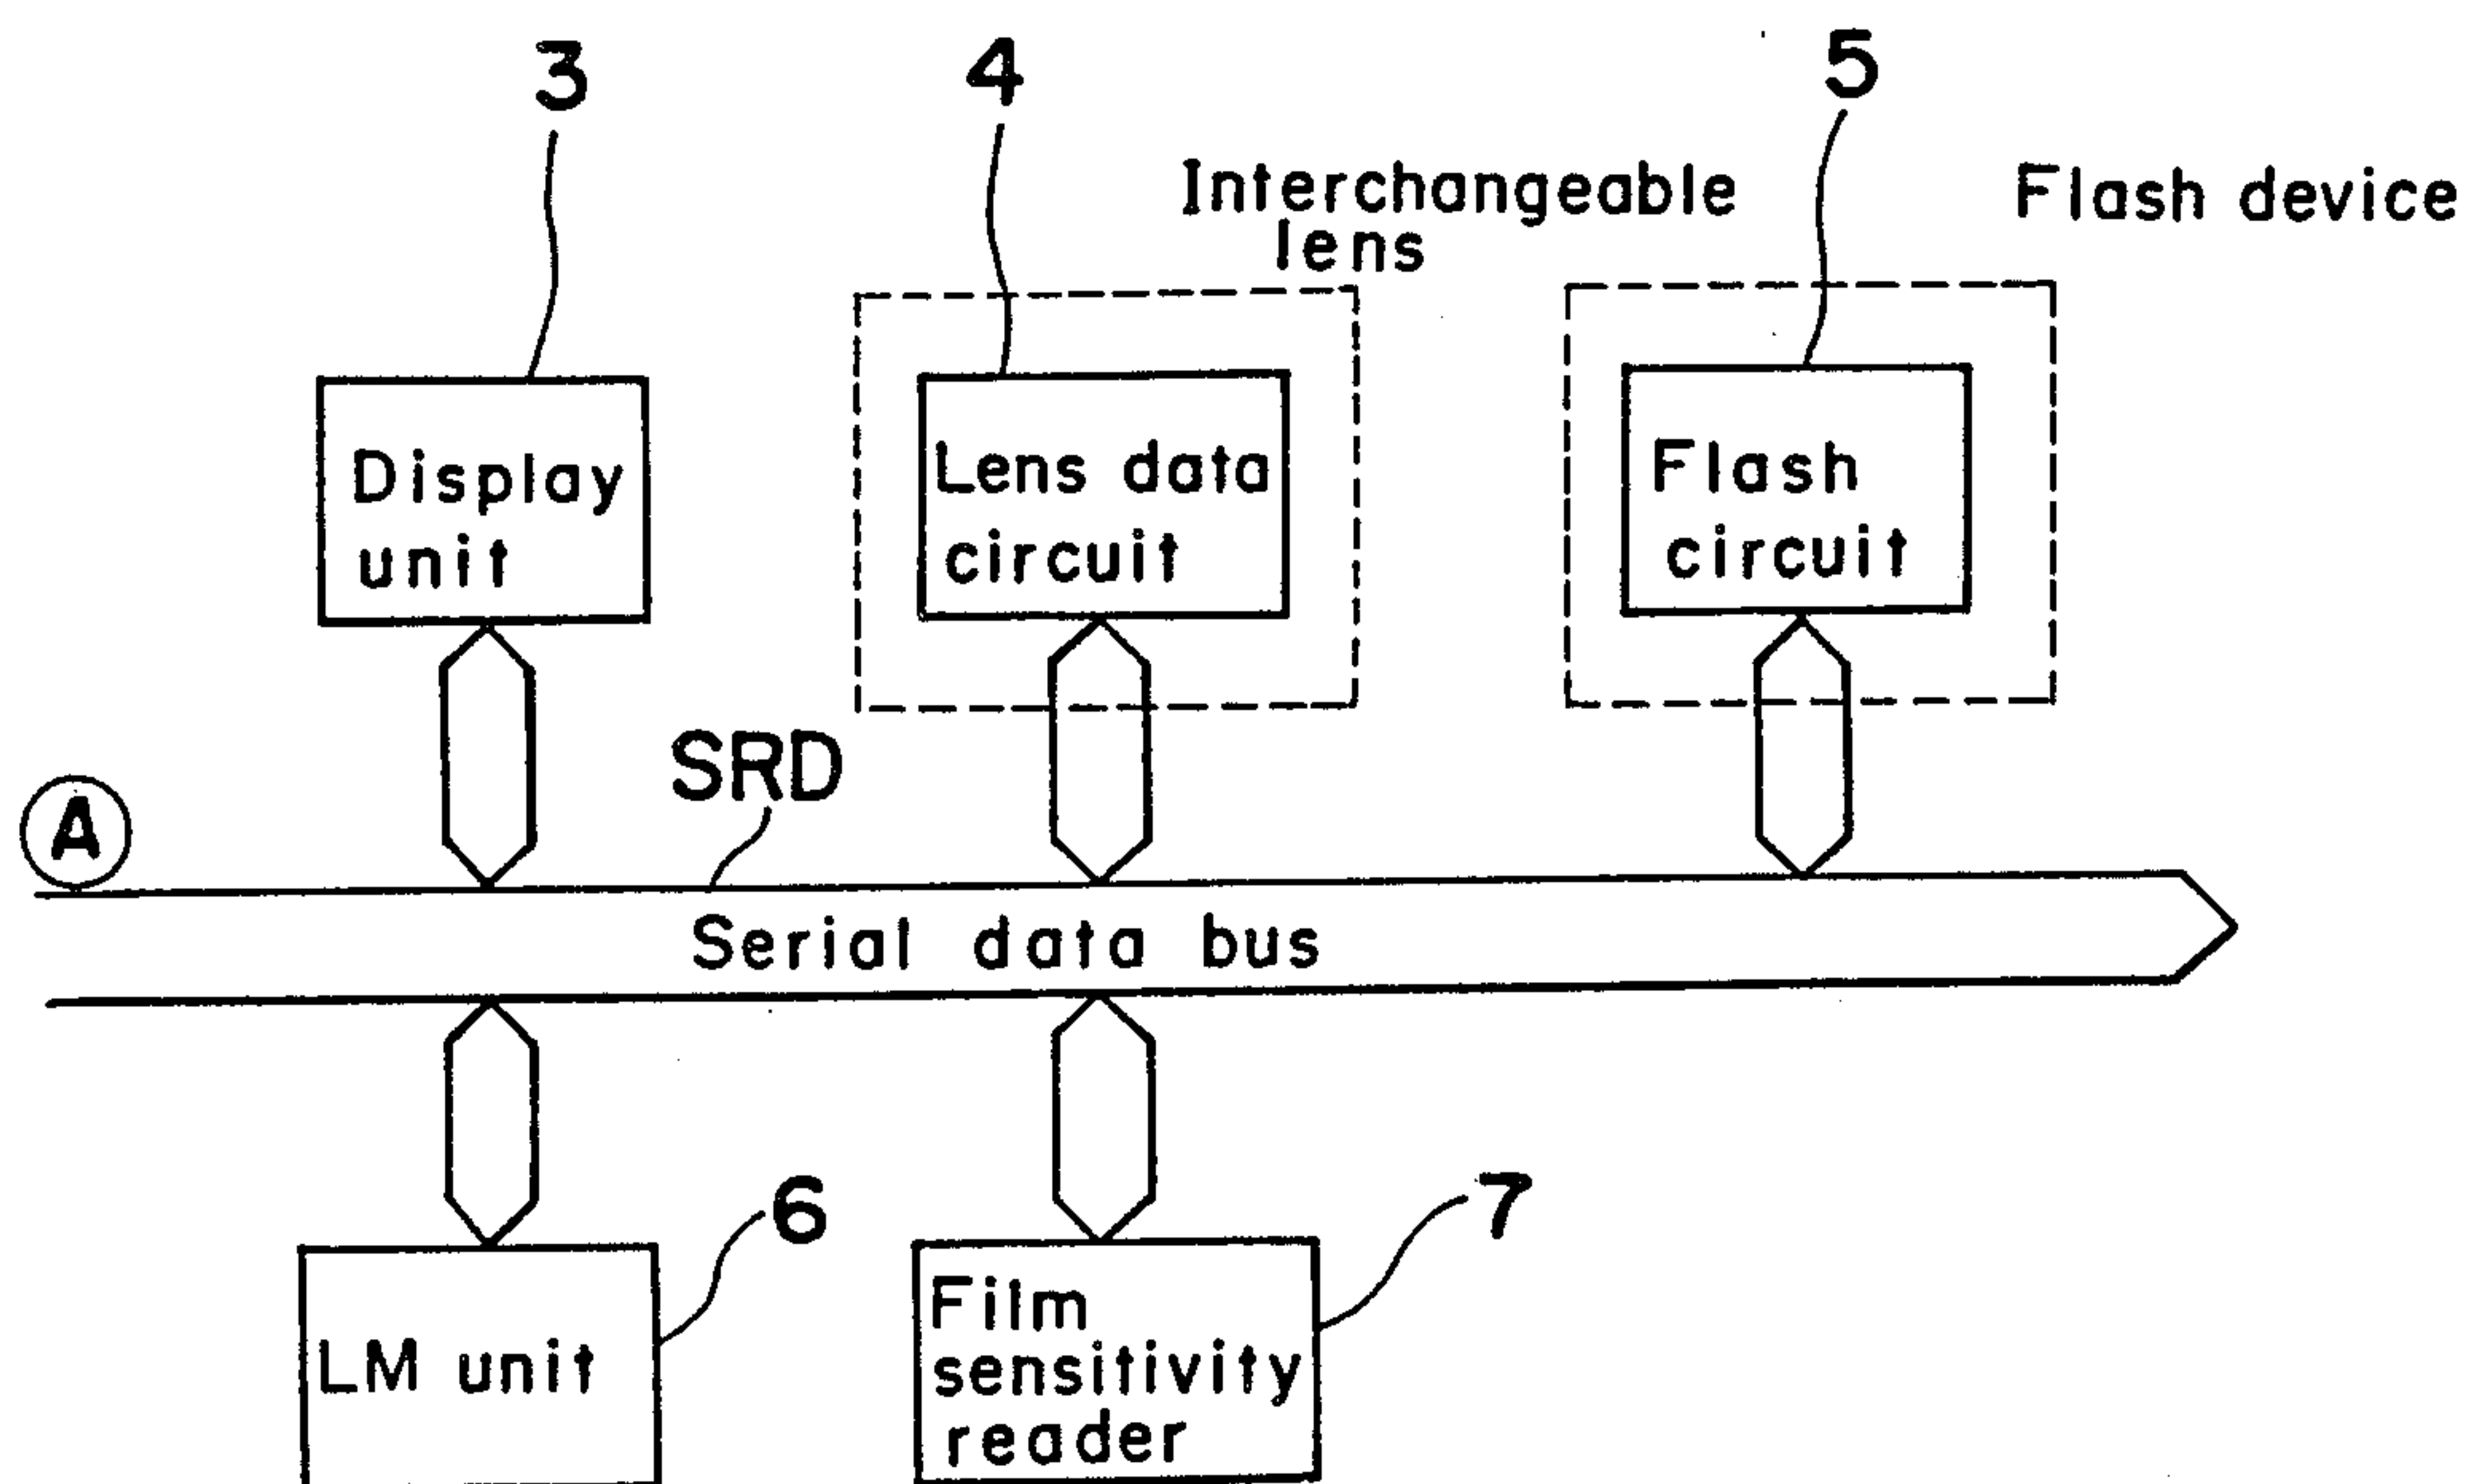 3
4
5
Interchangeable
lens
Flash device
Display
unit
Lens data
circuit
Flash
circuit
SRD
A
Serial data bus
6
7
LM unit
Film
sensitivity
reader